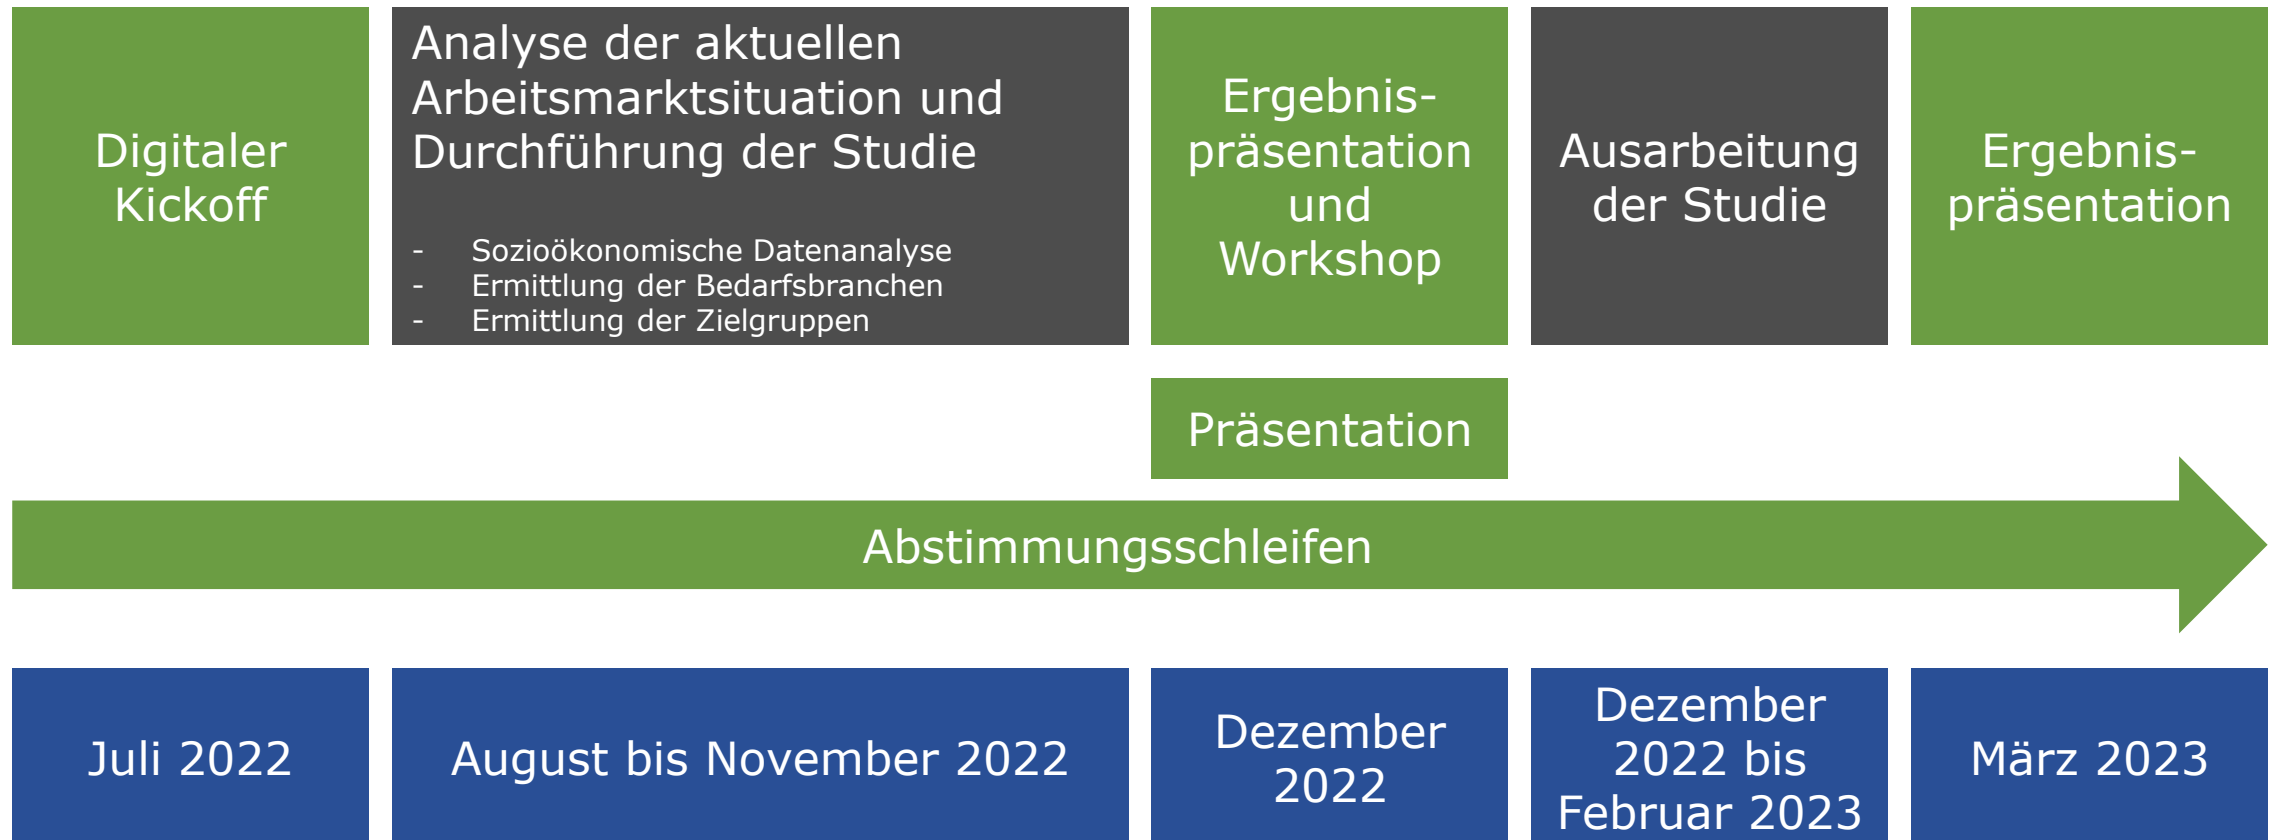 Digitaler
Kickoff
Analyse der aktuellen
Arbeitsmarktsituation und
Durchführung der Studie
- Sozioökonomische Datenanalyse
- Ermittlung der Bedarfsbranchen
- Ermittlung der Zielgruppen
Ergebnis-
präsentation
und
Workshop
Ausarbeitung
der Studie
Ergebnis-
präsentation
Präsentation
Abstimmungsschleifen
Juli 2022
August bis November 2022
Dezember
2022
Dezember
2022 bis
Februar 2023
März 2023